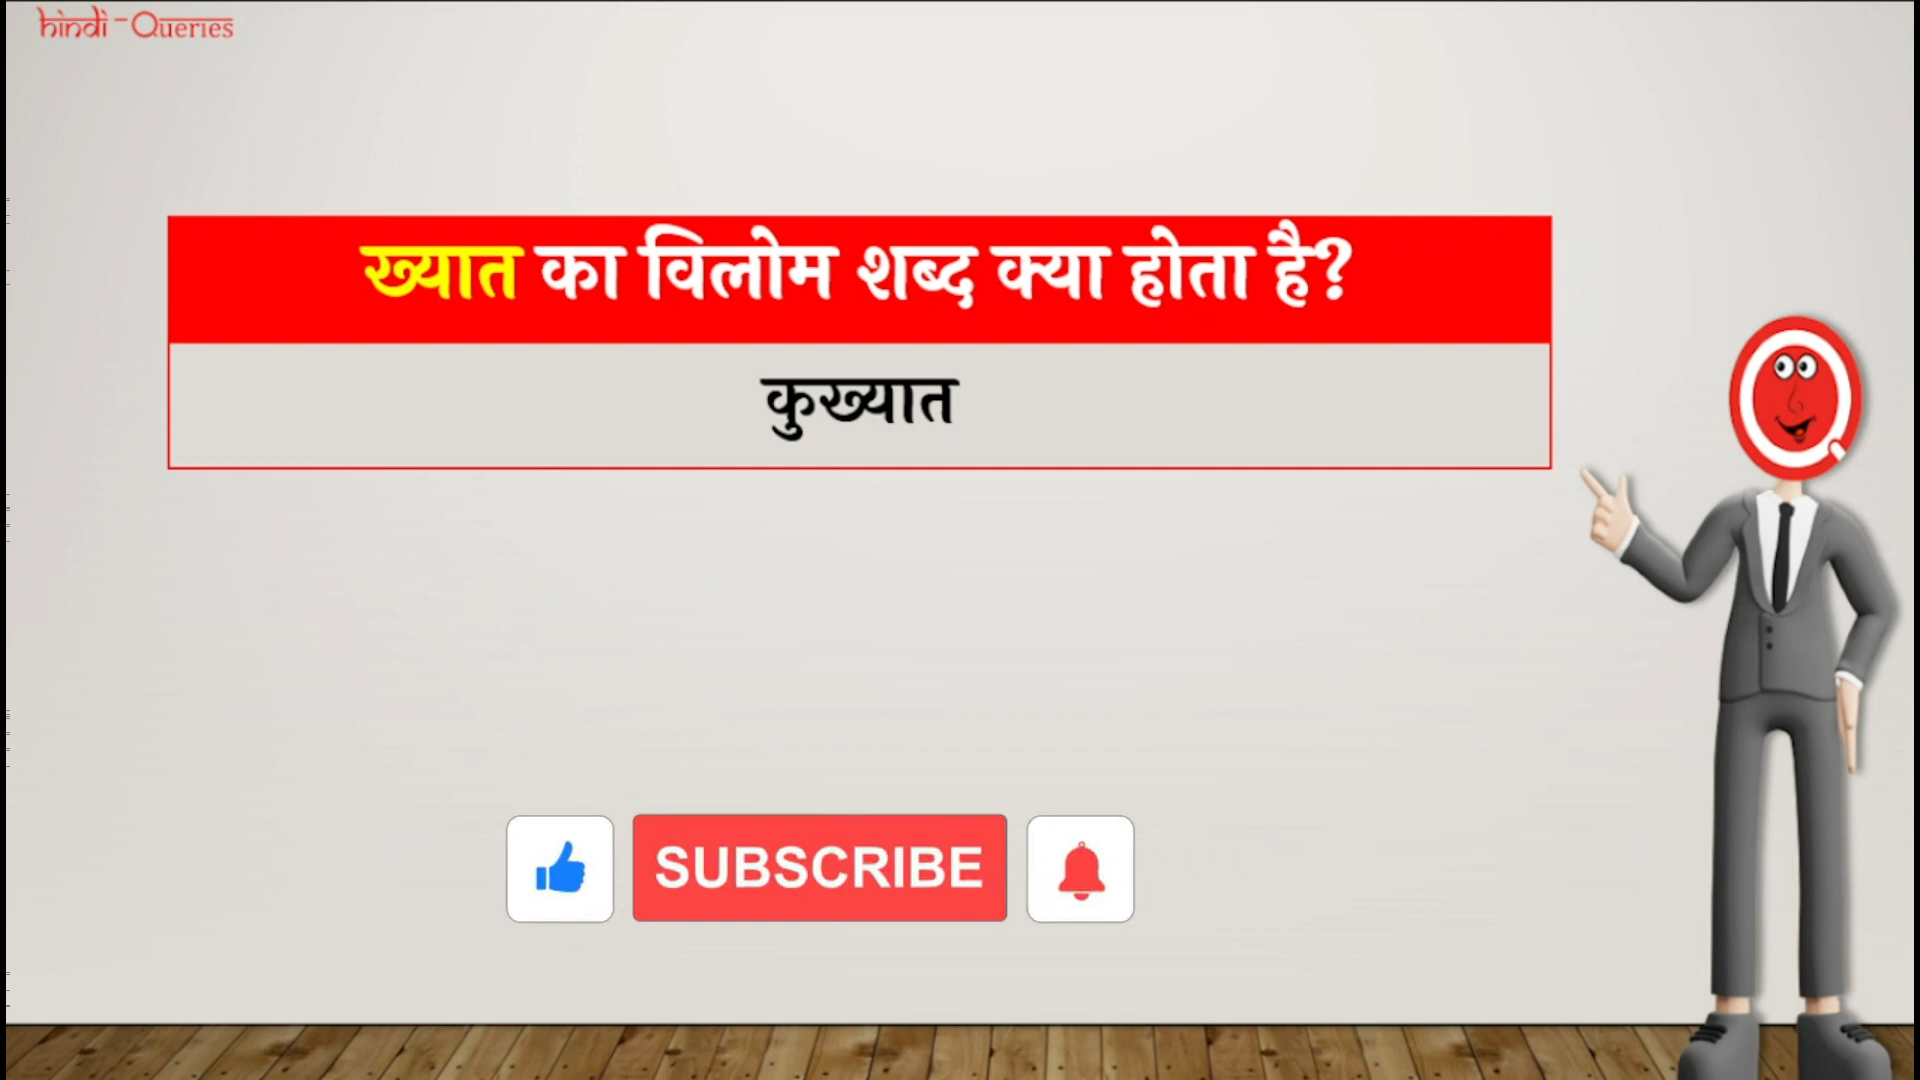 hindi-Queries
ख्यात का विलोम शब्द क्या होता है?
कुख्यात
SUBSCRIBE